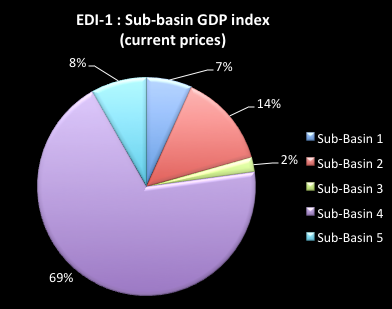 EDI-1 : Sub-basin GDP index
(current prices)
8%
7%
14%
2%
69%
Sub-Basin 1
Sub-Basin 2
Sub-Basin 3
Sub-Basin 4
Sub-Basin 5